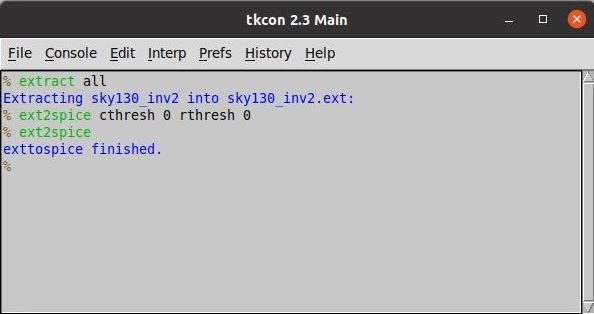 tkcon 2.3 Main
File Console Edit Interp Prefs History Help
% extract all
Extracting sky130_inv2 into sky130_inv2.ext:
% ext2spice cthresh 0 rthresh 0
% ext2spice
exttospice finished.
%